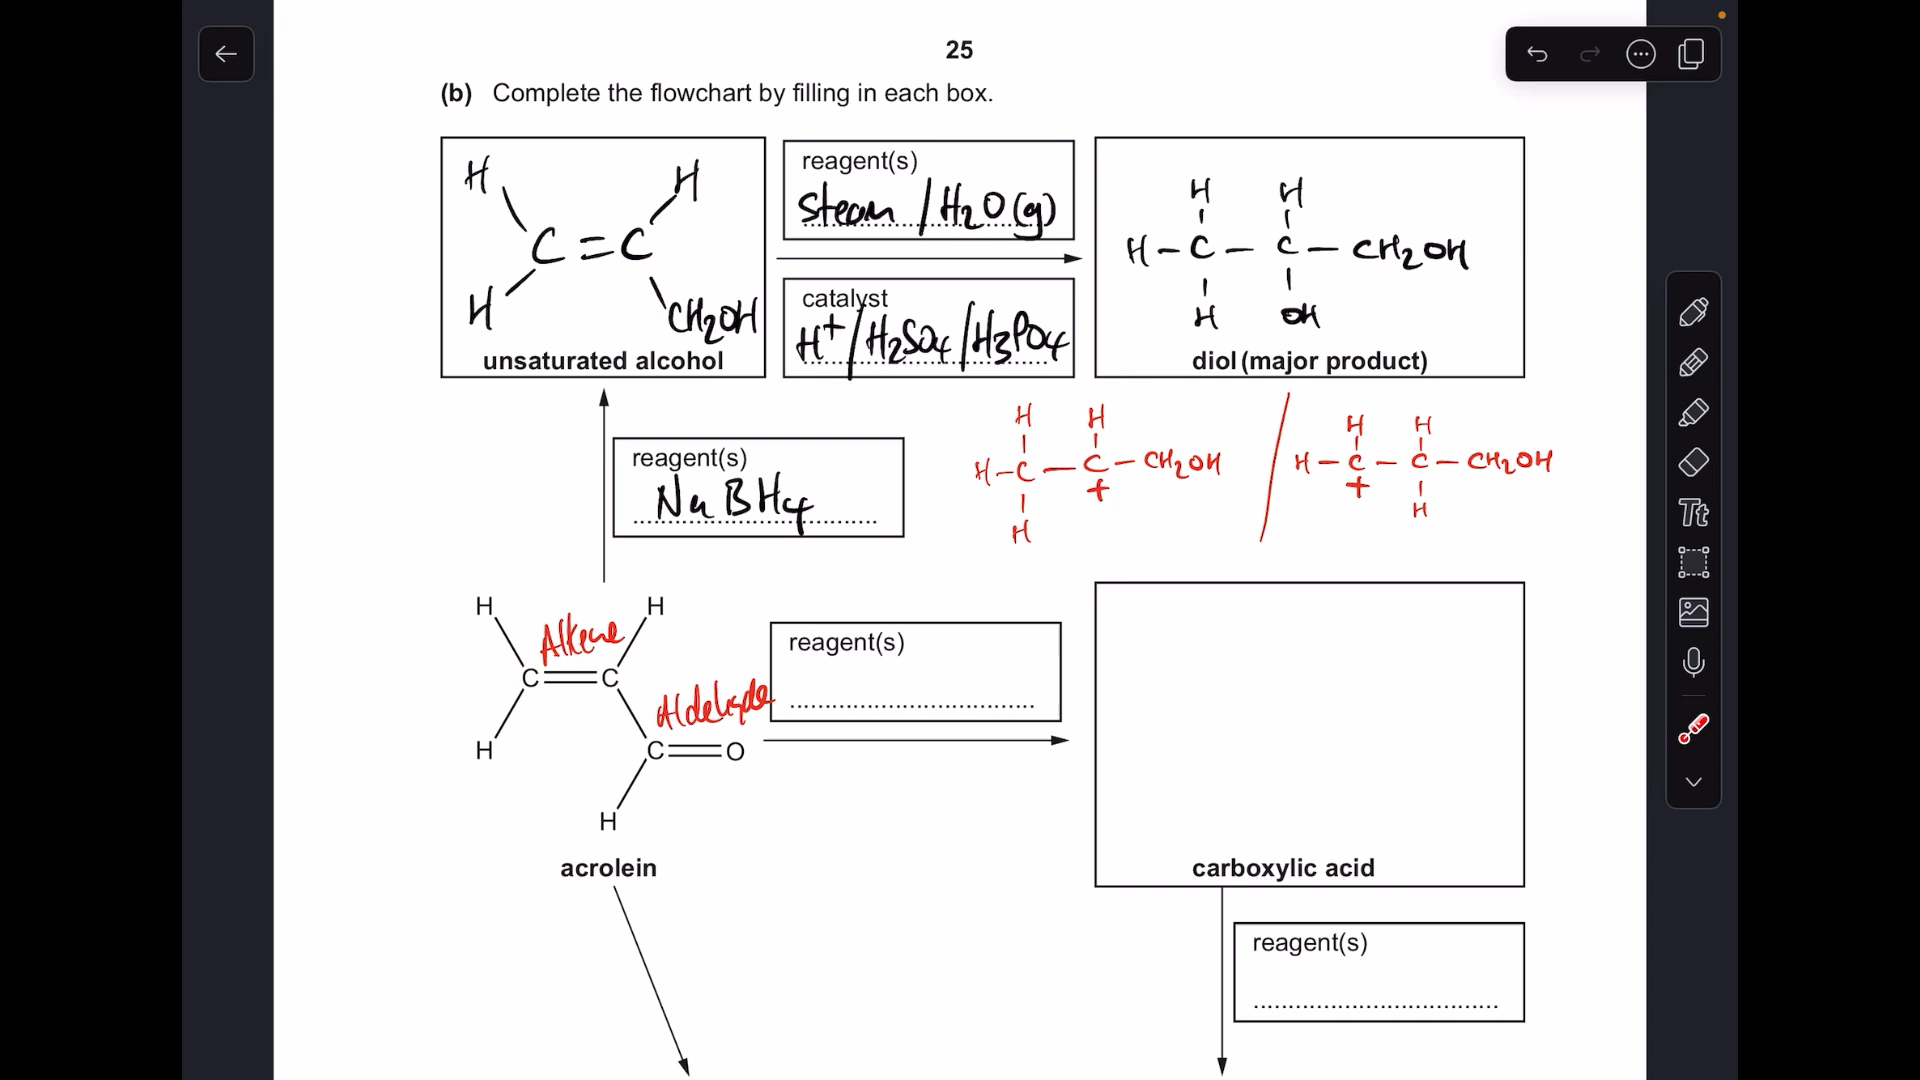 25
(b) Complete the flowchart by filling in each box.
H H
C = C
H CH2OH
unsaturated alcohol
reagent(s)
steam / H2O(g)
catalyst
H+/H2SO4/H3PO4
H H
H - C - C - CH2OH
H OH
diol (major product)
reagent(s)
NaBH4
H H
H - C - C - CH2OH
+
H
H H
H - C - C - CH2OH
+
H
H H
Alkene
C C
Aldehyde
H C O
H
acrolein
reagent(s)
carboxylic acid
reagent(s)
Tt